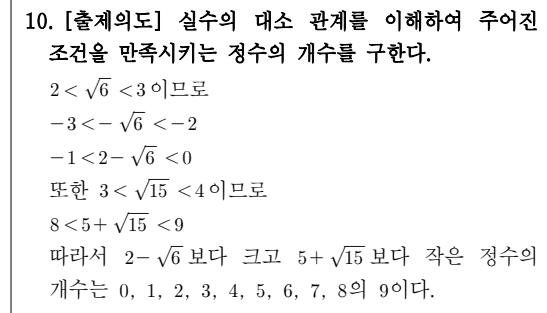 10. [출제의도] 실수의 대소 관계를 이해하여 주어진
조건을 만족시키는 정수의 개수를 구한다.
2 < √6 < 3 이므로
−3 < −√6 < −2
−1 < 2−√6 < 0
또한 3 < √15 < 4 이므로
8 < 5+√15 < 9
따라서 2−√6 보다 크고 5+√15 보다 작은 정수의
개수는 0, 1, 2, 3, 4, 5, 6, 7, 8의 9이다.